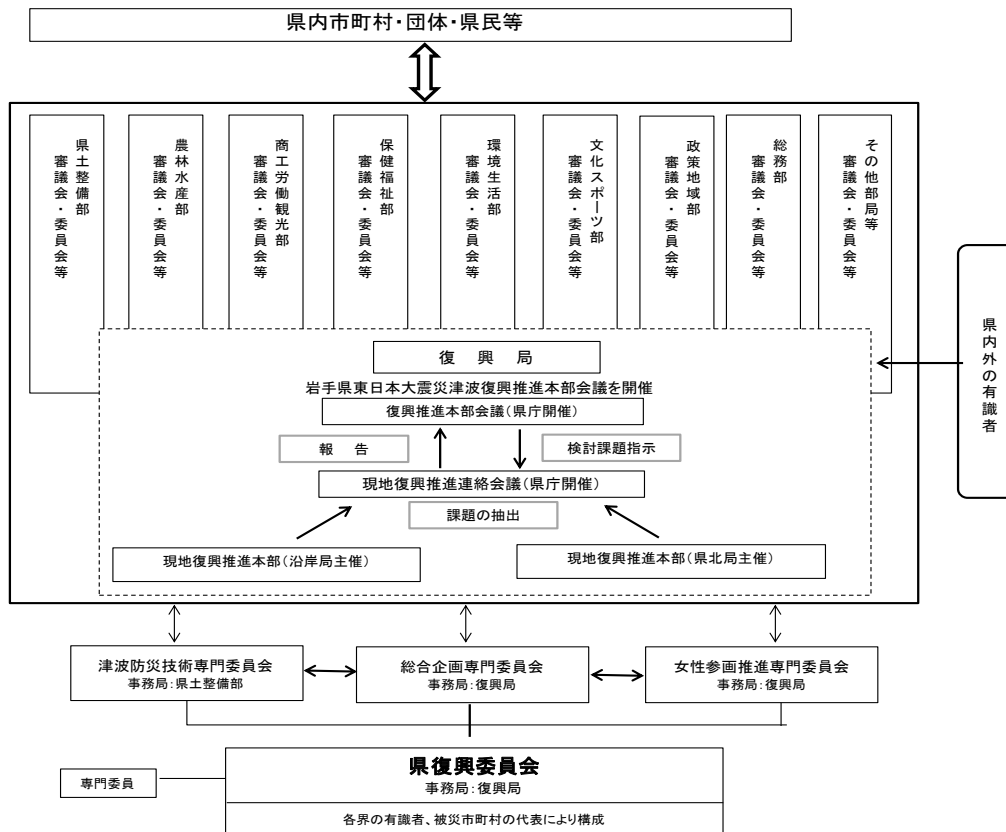 県内市町村・団体・県民等
県土整備部
審議会・委員会等
農林水産部
審議会・委員会等
商工労働観光部
審議会・委員会等
保健福祉部
審議会・委員会等
環境生活部
審議会・委員会等
文化スポーツ部
審議会・委員会等
政策地域部
審議会・委員会等
総務部
審議会・委員会等
その他部局等
審議会・委員会等
県内外の有識者
復　興　局
岩手県東日本大震災津波復興推進本部会議を開催
復興推進本部会議(県庁開催)
報　告
検討課題指示
現地復興推進連絡会議(県庁開催)
課題の抽出
現地復興推進本部(沿岸局主催)
現地復興推進本部(県北局主催)
津波防災技術専門委員会
事務局:県土整備部
総合企画専門委員会
事務局:復興局
女性参画推進専門委員会
事務局:復興局
県復興委員会
事務局:復興局
専門委員
各界の有識者、被災市町村の代表により構成